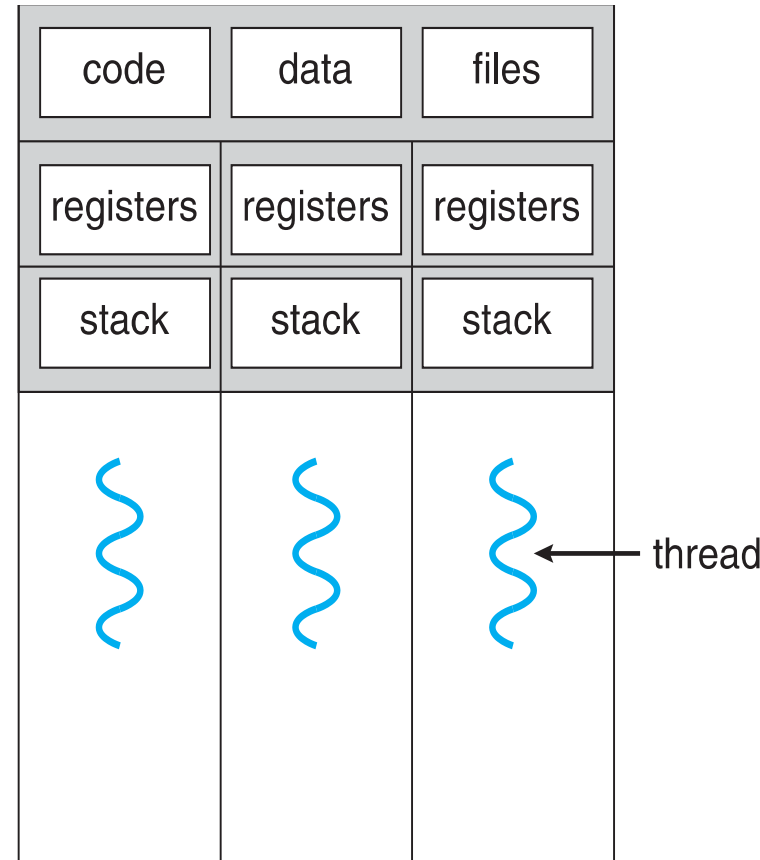 code data files
registers registers registers
stack stack stack
thread